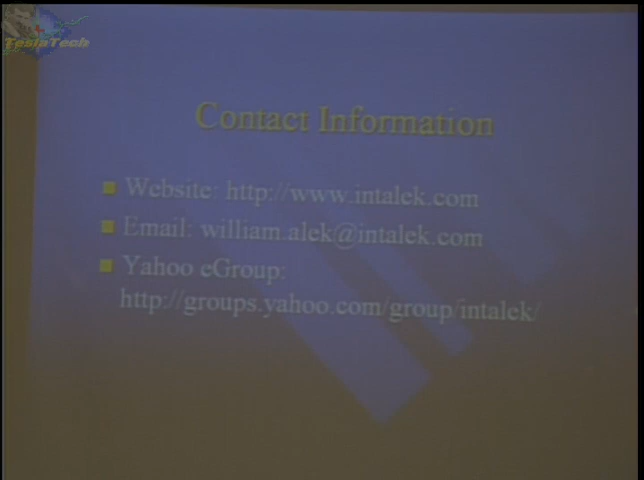 TeslaTech
Contact Information
Website: http://www.intalek.com
Email: william.alek@intalek.com
Yahoo eGroup:
http://groups.yahoo.com/group/intalek/